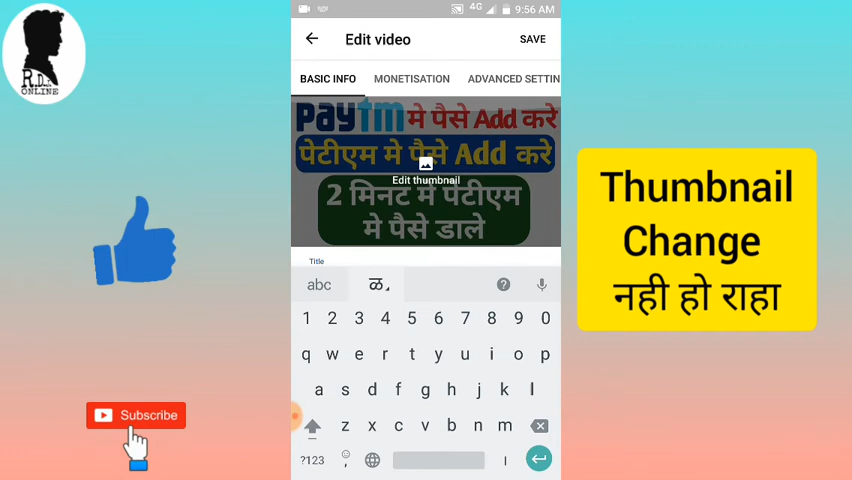 R.D.
ONLINE
4G
9:56 AM
Edit video
SAVE
BASIC INFO
MONETISATION
ADVANCED SETTIN
Paytm मे पैसे Add करे
पेटीएम मे पैसे Add करे
Edit thumbnail
2 मिनट मे पेटीएम
मे पैसे डाले
Title
abc
ळ
?
1 2 3 4 5 6 7 8 9 0
q w e r t y u i o p
a s d f g h j k l
z x c v b n m
?123
,
।
Subscribe
Thumbnail
Change
नही हो राहा